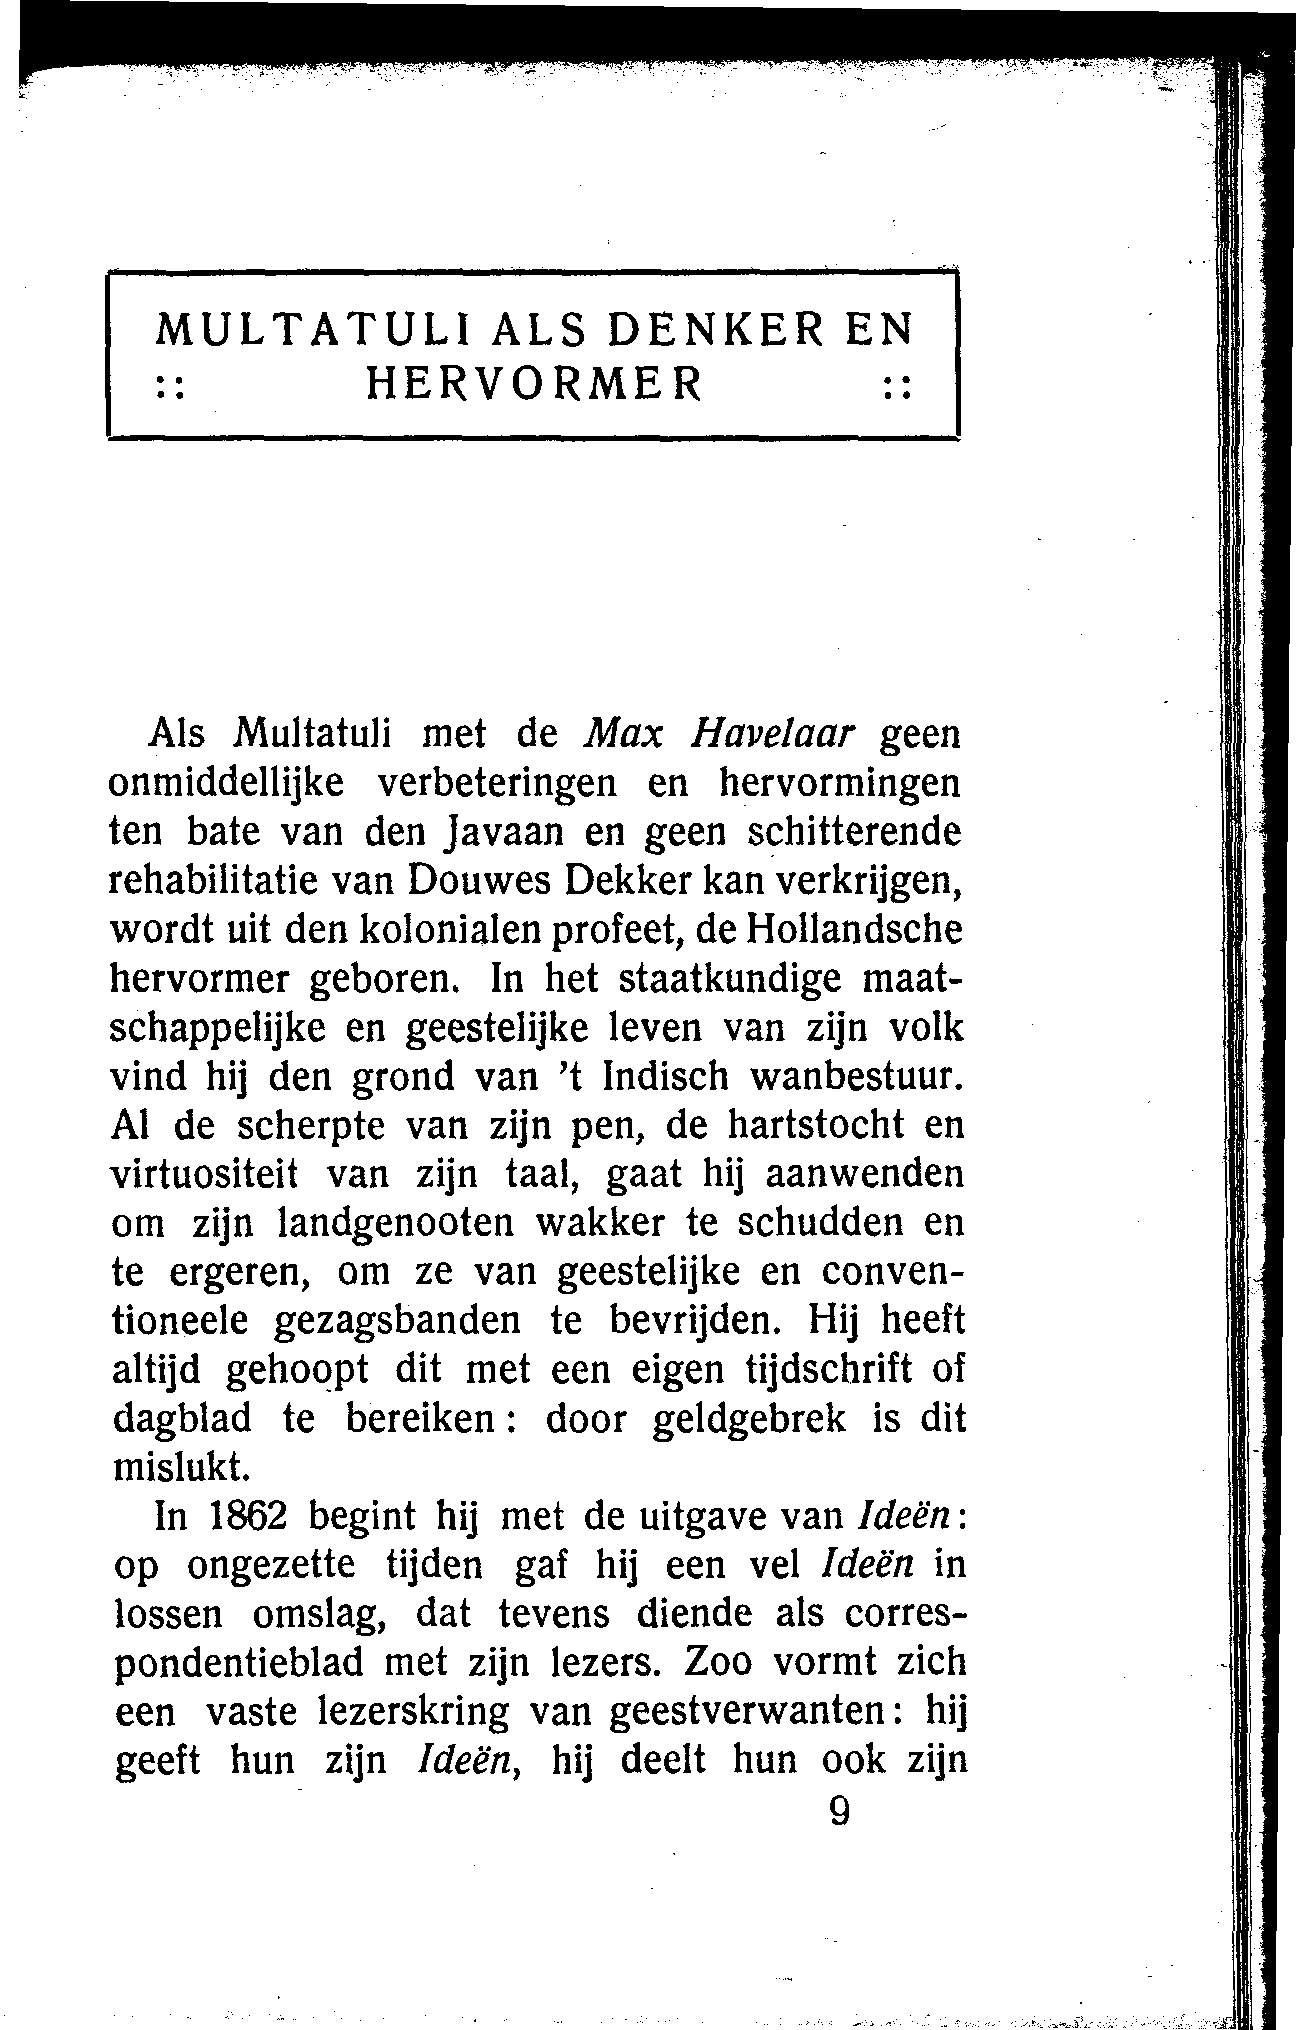 MULTATULI ALS DENKER EN
:: HERVORMER ::
Als Multatuli met de Max Havelaar geen
onmiddellijke verbeteringen en hervormingen
ten bate van den Javaan en geen schitterende
rehabilitatie van Douwes Dekker kan verkrijgen,
wordt uit den kolonialen profeet, de Hollandsche
hervormer geboren. In het staatkundige maat-
schappelijke en geestelijke leven van zijn volk
vind hij den grond van 't Indisch wanbestuur.
Al de scherpte van zijn pen, de hartstocht en
virtuositeit van zijn taal, gaat hij aanwenden
om zijn landgenooten wakker te schudden en
te ergeren, om ze van geestelijke en conven-
tioneele gezagsbanden te bevrijden. Hij heeft
altijd gehoopt dit met een eigen tijdschrift of
dagblad te bereiken: door geldgebrek is dit
mislukt.
In 1862 begint hij met de uitgave van Ideën:
op ongezette tijden gaf hij een vel Ideën in
lossen omslag, dat tevens diende als corres-
pondentieblad met zijn lezers. Zoo vormt zich
een vaste lezerskring van geestverwanten: hij
geeft hun zijn Ideën, hij deelt hun ook zijn
9